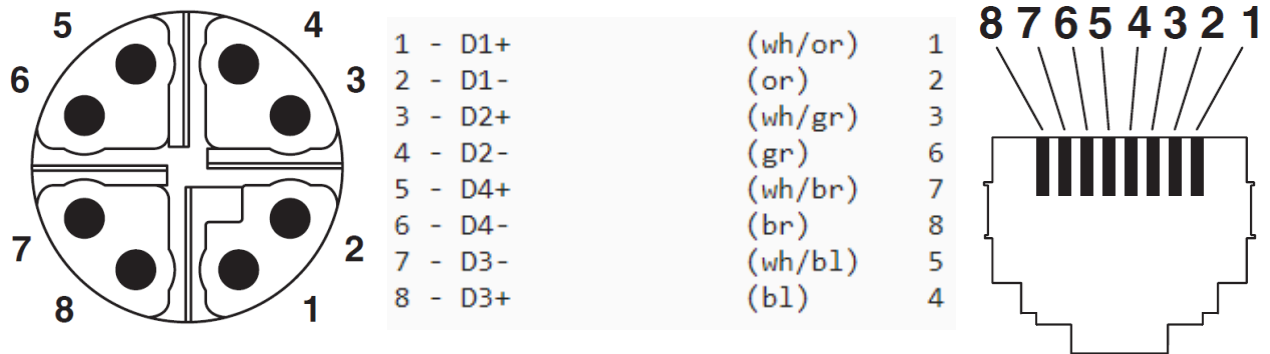 5 4
6 3
7 2
8 1
1 - D1+ (wh/or) 1
2 - D1- (or) 2
3 - D2+ (wh/gr) 3
4 - D2- (gr) 6
5 - D4+ (wh/br) 7
6 - D4- (br) 8
7 - D3- (wh/bl) 5
8 - D3+ (bl) 4
8 7 6 5 4 3 2 1